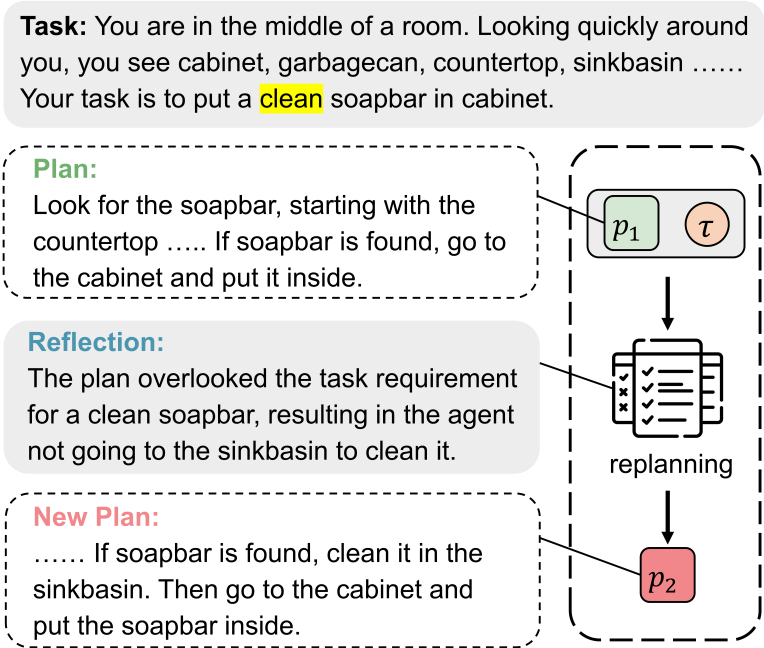 Task: You are in the middle of a room. Looking quickly around
you, you see cabinet, garbagecan, countertop, sinkbasin ……
Your task is to put a clean soapbar in cabinet.
Plan:
Look for the soapbar, starting with the
countertop ….. If soapbar is found, go to
the cabinet and put it inside.
p1 τ
Reflection:
The plan overlooked the task requirement
for a clean soapbar, resulting in the agent
not going to the sinkbasin to clean it.
replanning
New Plan:
…… If soapbar is found, clean it in the
sinkbasin. Then go to the cabinet and
put the soapbar inside.
p2